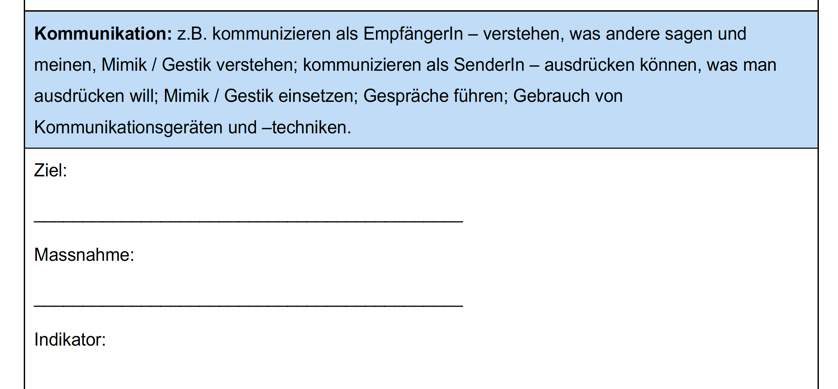 Kommunikation: z.B. kommunizieren als EmpfängerIn – verstehen, was andere sagen und
meinen, Mimik / Gestik verstehen; kommunizieren als SenderIn – ausdrücken können, was man
ausdrücken will; Mimik / Gestik einsetzen; Gespräche führen; Gebrauch von
Kommunikationsgeräten und –techniken.
Ziel:
Massnahme:
Indikator: